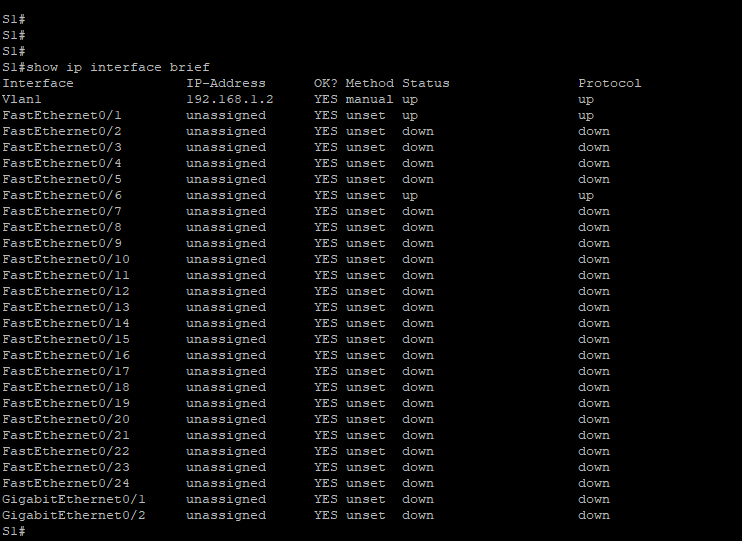 S1#
S1#
S1#
S1#show ip interface brief
Interface              IP-Address      OK? Method Status                Protocol
Vlan1                  192.168.1.2     YES manual up                    up
FastEthernet0/1        unassigned      YES unset  up                    up
FastEthernet0/2        unassigned      YES unset  down                  down
FastEthernet0/3        unassigned      YES unset  down                  down
FastEthernet0/4        unassigned      YES unset  down                  down
FastEthernet0/5        unassigned      YES unset  down                  down
FastEthernet0/6        unassigned      YES unset  up                    up
FastEthernet0/7        unassigned      YES unset  down                  down
FastEthernet0/8        unassigned      YES unset  down                  down
FastEthernet0/9        unassigned      YES unset  down                  down
FastEthernet0/10       unassigned      YES unset  down                  down
FastEthernet0/11       unassigned      YES unset  down                  down
FastEthernet0/12       unassigned      YES unset  down                  down
FastEthernet0/13       unassigned      YES unset  down                  down
FastEthernet0/14       unassigned      YES unset  down                  down
FastEthernet0/15       unassigned      YES unset  down                  down
FastEthernet0/16       unassigned      YES unset  down                  down
FastEthernet0/17       unassigned      YES unset  down                  down
FastEthernet0/18       unassigned      YES unset  down                  down
FastEthernet0/19       unassigned      YES unset  down                  down
FastEthernet0/20       unassigned      YES unset  down                  down
FastEthernet0/21       unassigned      YES unset  down                  down
FastEthernet0/22       unassigned      YES unset  down                  down
FastEthernet0/23       unassigned      YES unset  down                  down
FastEthernet0/24       unassigned      YES unset  down                  down
GigabitEthernet0/1     unassigned      YES unset  down                  down
GigabitEthernet0/2     unassigned      YES unset  down                  down
S1#